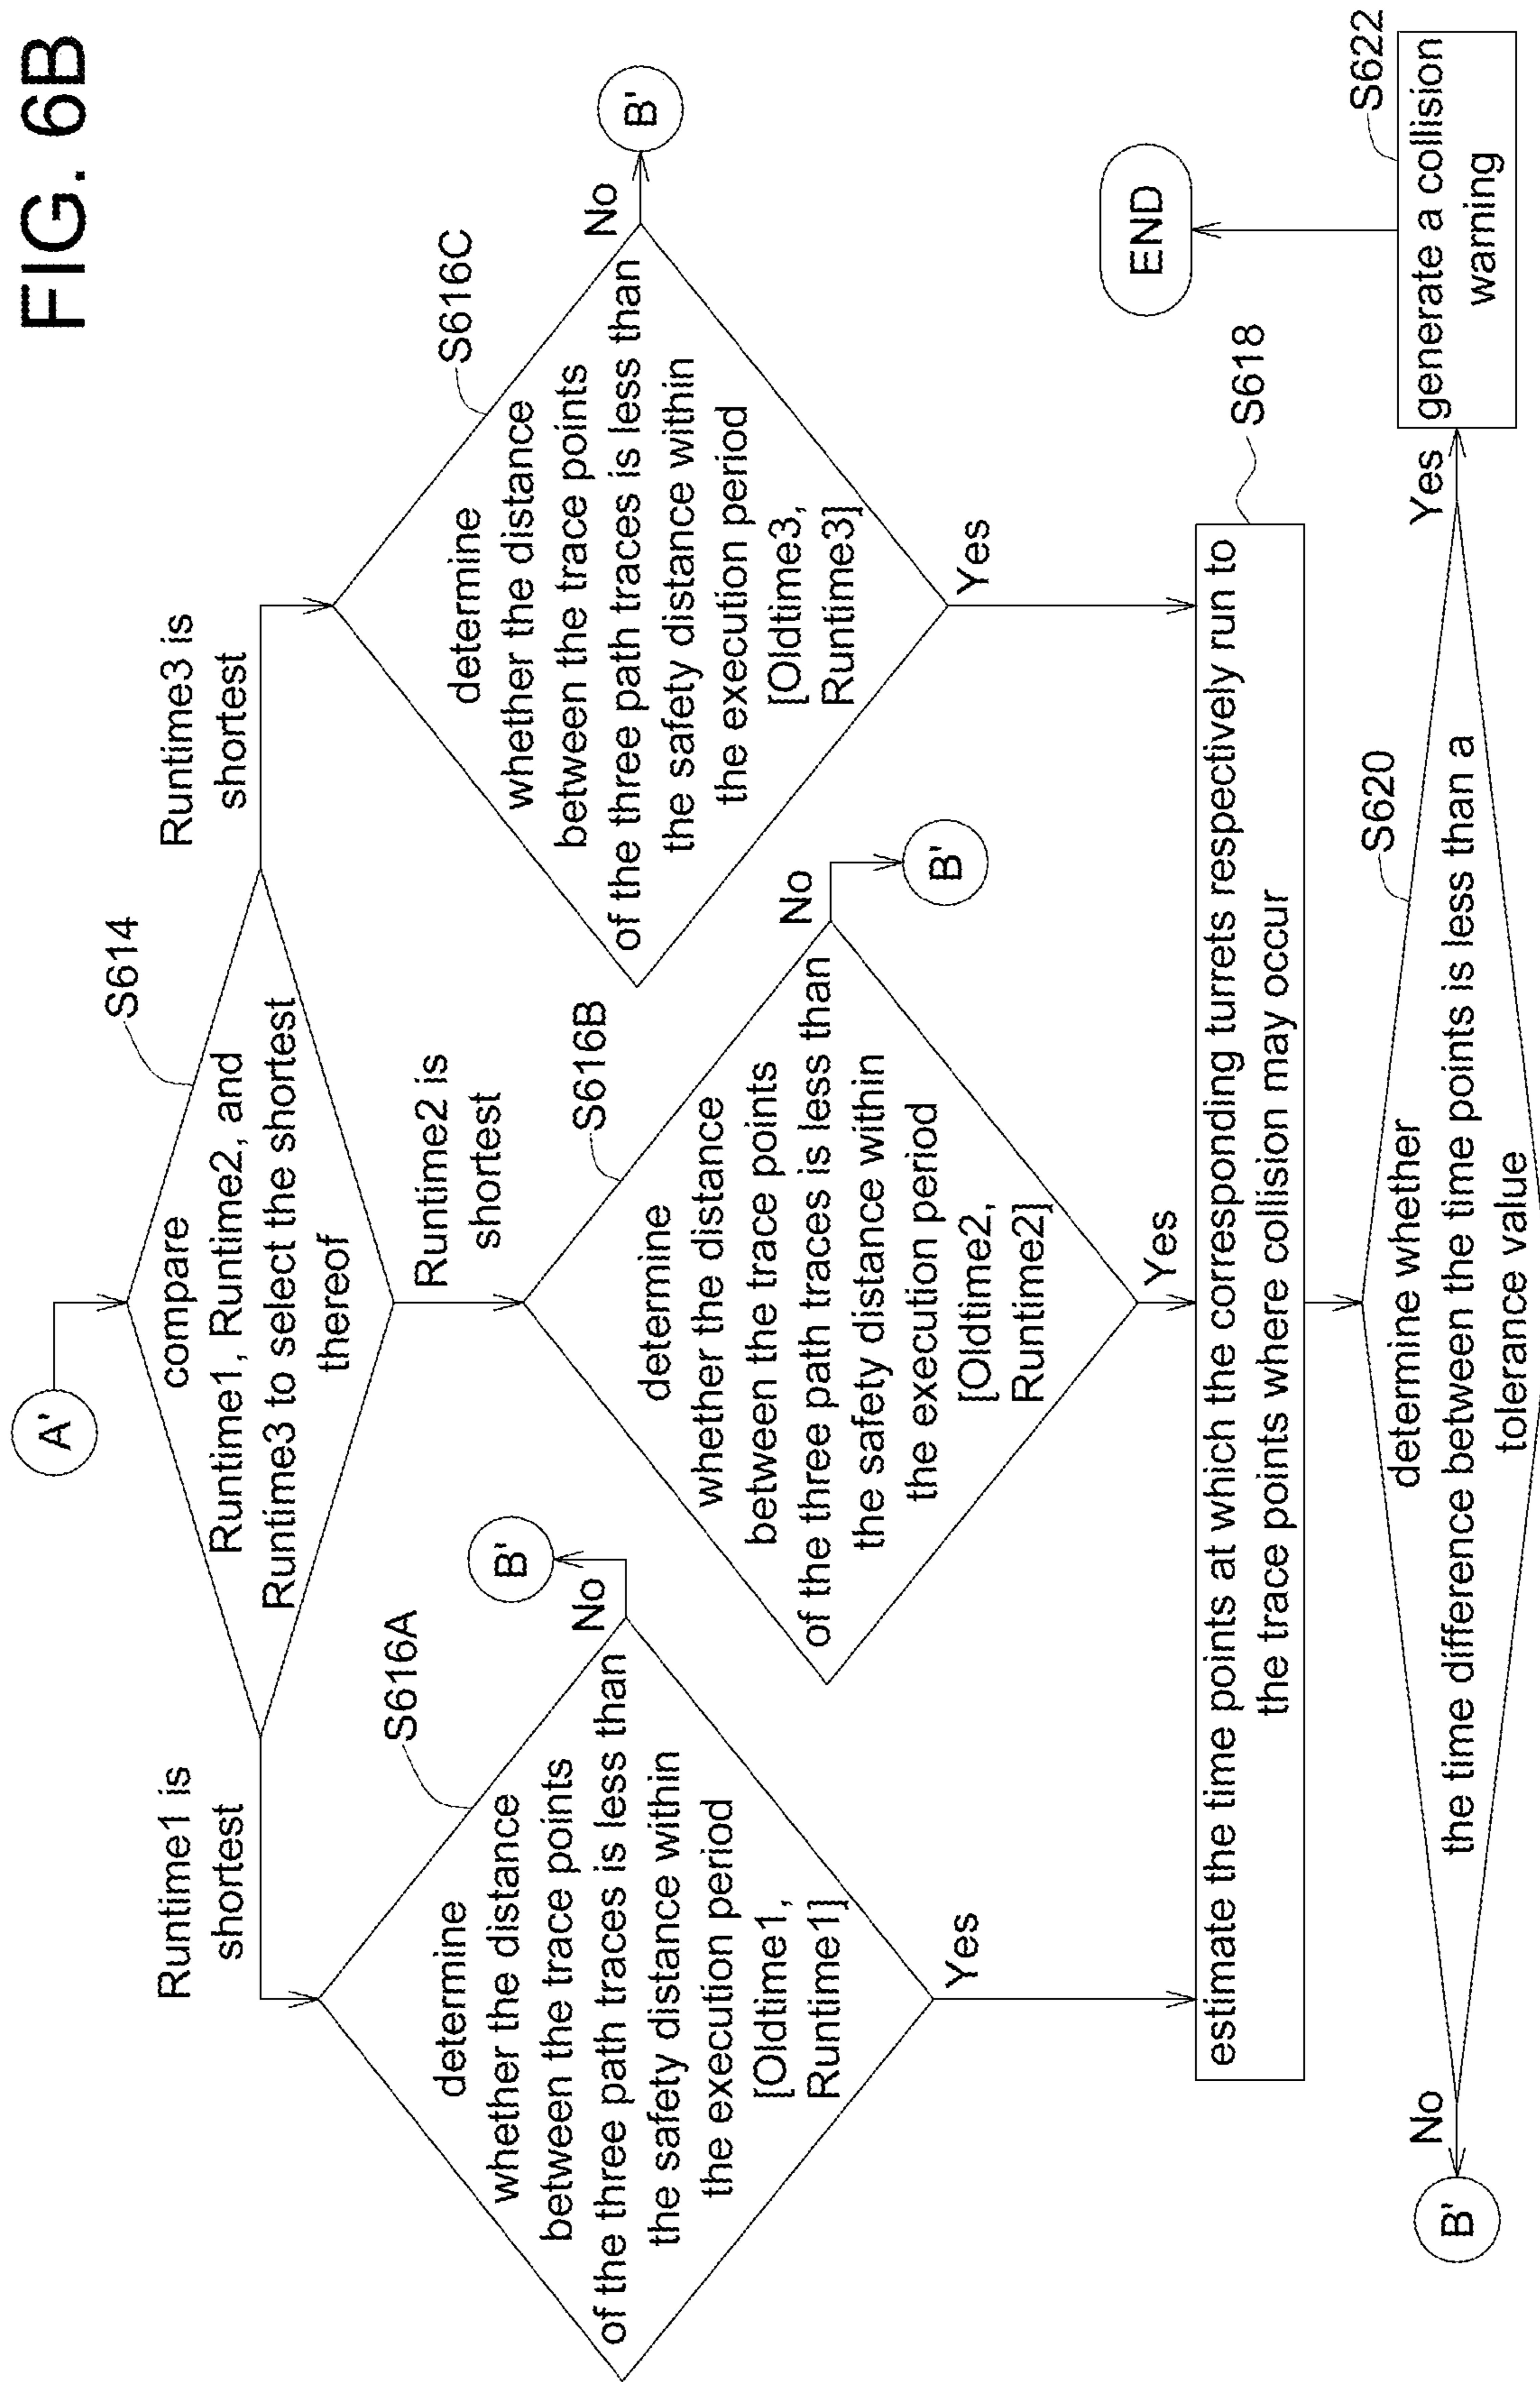 FIG. 6B
A'
S614
compare
Runtime1, Runtime2, and
Runtime3 to select the shortest
thereof
Runtime1 is
shortest
Runtime2 is
shortest
Runtime3 is
shortest
S616A
determine
whether the distance
between the trace points
of the three path traces is less than
the safety distance within
the execution period
[Oldtime1,
Runtime1]
No
B'
Yes
S616B
determine
whether the distance
between the trace points
of the three path traces is less than
the safety distance within
the execution period
[Oldtime2,
Runtime2]
No
B'
Yes
S616C
determine
whether the distance
between the trace points
of the three path traces is less than
the safety distance within
the execution period
[Oldtime3,
Runtime3]
No
B'
Yes
S618
estimate the time points at which the corresponding turrets respectively run to
the trace points where collision may occur
S620
determine whether
the time difference between the time points is less than a
tolerance value
No
B'
Yes
S622
generate a collision
warning
END